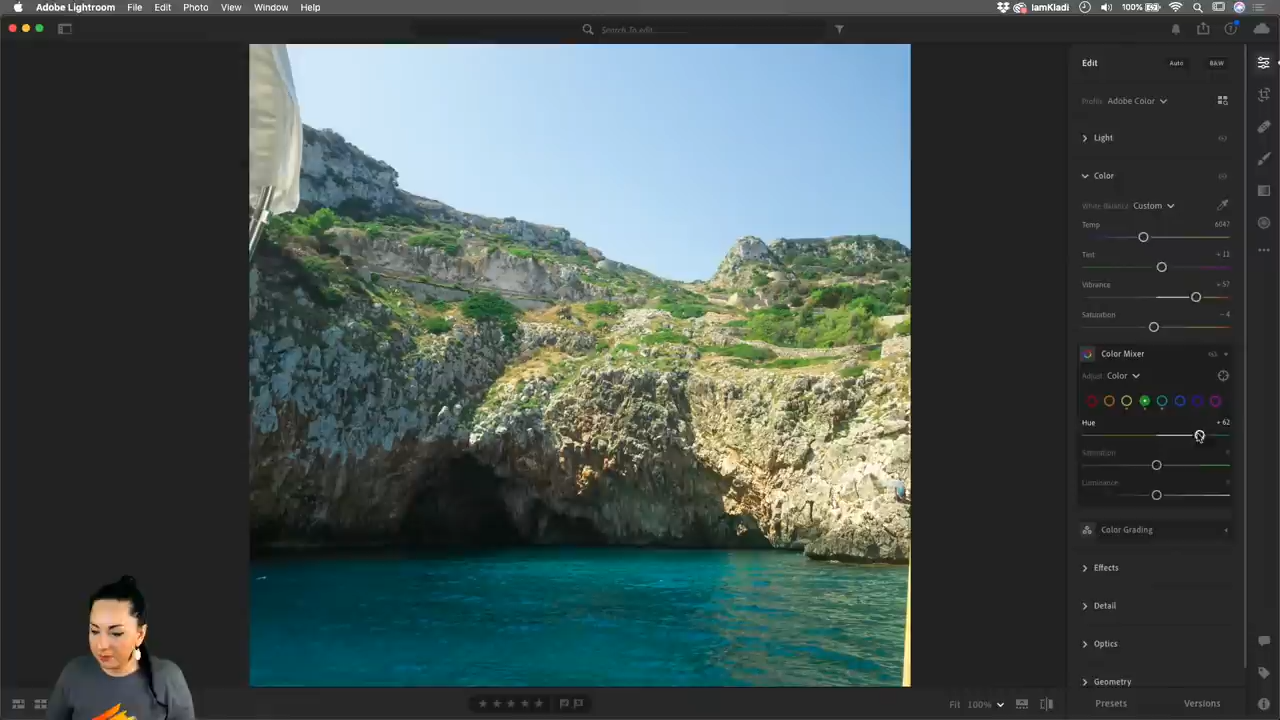 Adobe Lightroom File Edit Photo View Window Help IamKladi 100%
Search To edit...
Edit Auto B&W
Profile Adobe Color
Light
Color
White Balance Custom
Temp 6047
Tint + 13
Vibrance + 57
Saturation - 4
Color Mixer
Adjust Color
Hue + 62
Saturation
Luminance
Color Grading
Effects
Detail
Optics
Geometry
Fit 100% Presets Versions